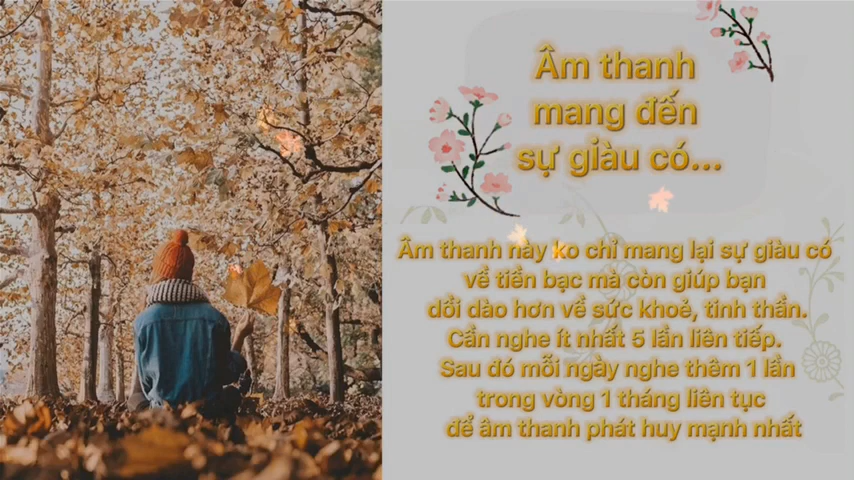 Âm thanh
mang đến
sự giàu có...
Âm thanh này ko chỉ mang lại sự giàu có
về tiền bạc mà còn giúp bạn
dồi dào hơn về sức khoẻ, tinh thần.
Cần nghe ít nhất 5 lần liên tiếp.
Sau đó mỗi ngày nghe thêm 1 lần
trong vòng 1 tháng liên tục
để âm thanh phát huy mạnh nhất